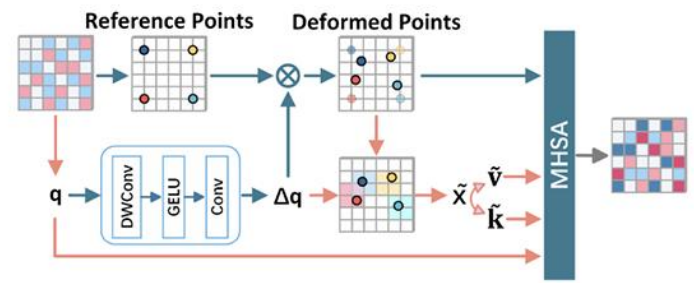 Reference Points
Deformed Points
q
DWConv
GELU
Conv
Δq
x̃
ṽ
k̃
MHSA